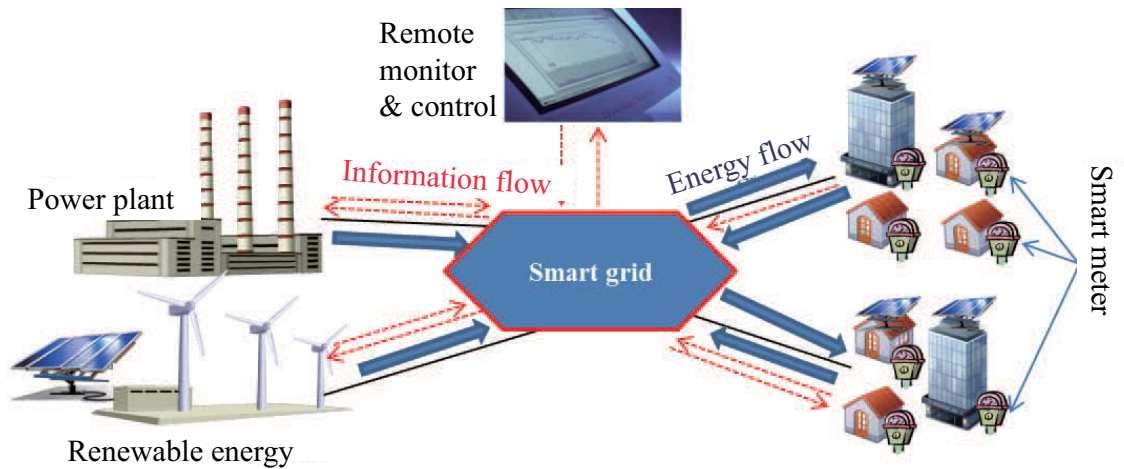 Remote
monitor
& control
Information flow
Energy flow
Power plant
Smart grid
Smart meter
Renewable energy